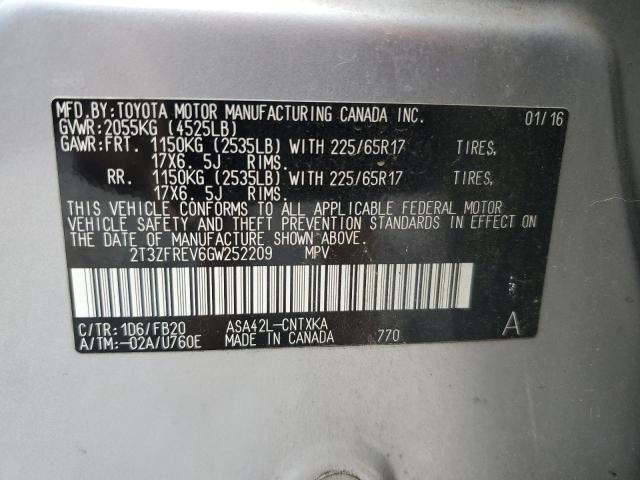 MFD.BY:TOYOTA MOTOR MANUFACTURING CANADA INC. 01/16
GVWR:2055KG (4525LB)
GAWR:FRT. 1150KG (2535LB) WITH 225/65R17 TIRES,
17X6.5J RIMS.
RR. 1150KG (2535LB) WITH 225/65R17 TIRES,
17X6.5J RIMS.
THIS VEHICLE CONFORMS TO ALL APPLICABLE FEDERAL MOTOR
VEHICLE SAFETY AND THEFT PREVENTION STANDARDS IN EFFECT ON
THE DATE OF MANUFACTURE SHOWN ABOVE.
2T3ZFREV6GW252209 MPV
C/TR:1D6/FB20 ASA42L-CNTXKA A
A/TM:-02A/U760E MADE IN CANADA 770